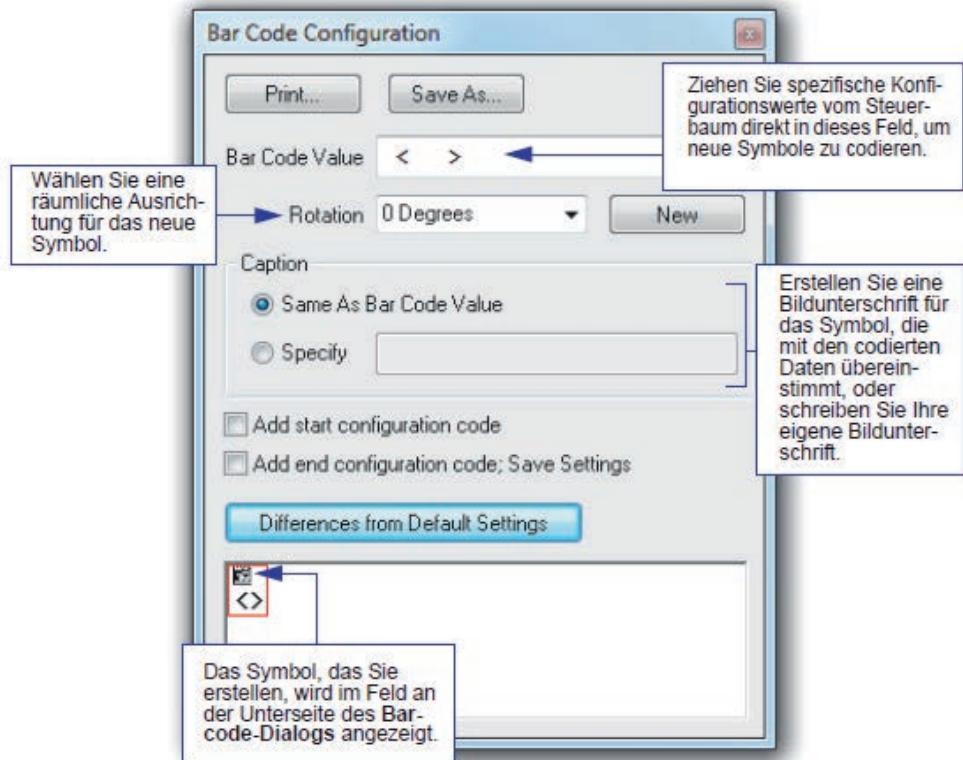 Bar Code Configuration
Print...
Save As...
Ziehen Sie spezifische Konfi-
gurationswerte vom Steuer-
baum direkt in dieses Feld, um
neue Symbole zu codieren.
Bar Code Value
< >
Wählen Sie eine
räumliche Ausrich-
tung für das neue
Symbol.
Rotation
0 Degrees
New
Caption
Same As Bar Code Value
Specify
Erstellen Sie eine
Bildunterschrift für
das Symbol, die
mit den codierten
Daten überein-
stimmt, oder
schreiben Sie Ihre
eigene Bildunter-
schrift.
Add start configuration code
Add end configuration code; Save Settings
Differences from Default Settings
<>
Das Symbol, das Sie
erstellen, wird im Feld an
der Unterseite des Bar-
code-Dialogs angezeigt.